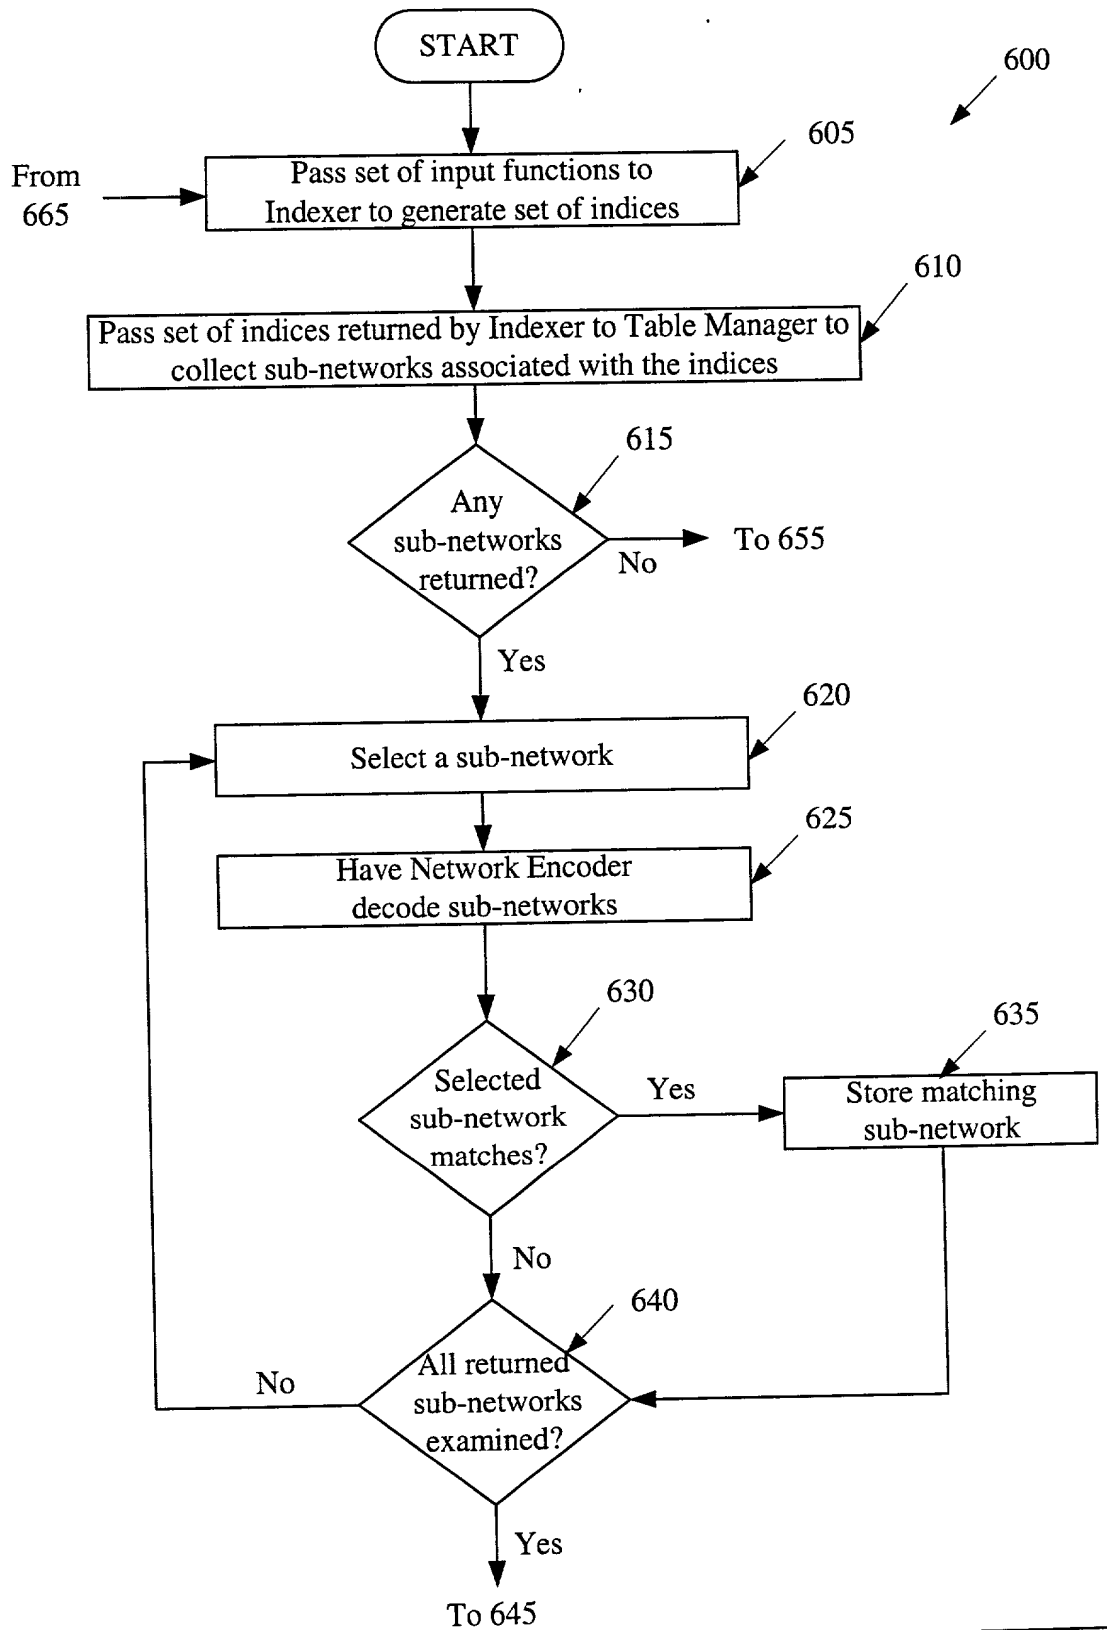 START
600
605
From
665
Pass set of input functions to
Indexer to generate set of indices
610
Pass set of indices returned by Indexer to Table Manager to
collect sub-networks associated with the indices
615
Any
sub-networks
returned?
To 655
No
Yes
620
Select a sub-network
625
Have Network Encoder
decode sub-networks
630
635
Selected
sub-network
matches?
Yes
Store matching
sub-network
No
640
All returned
sub-networks
examined?
No
Yes
To 645